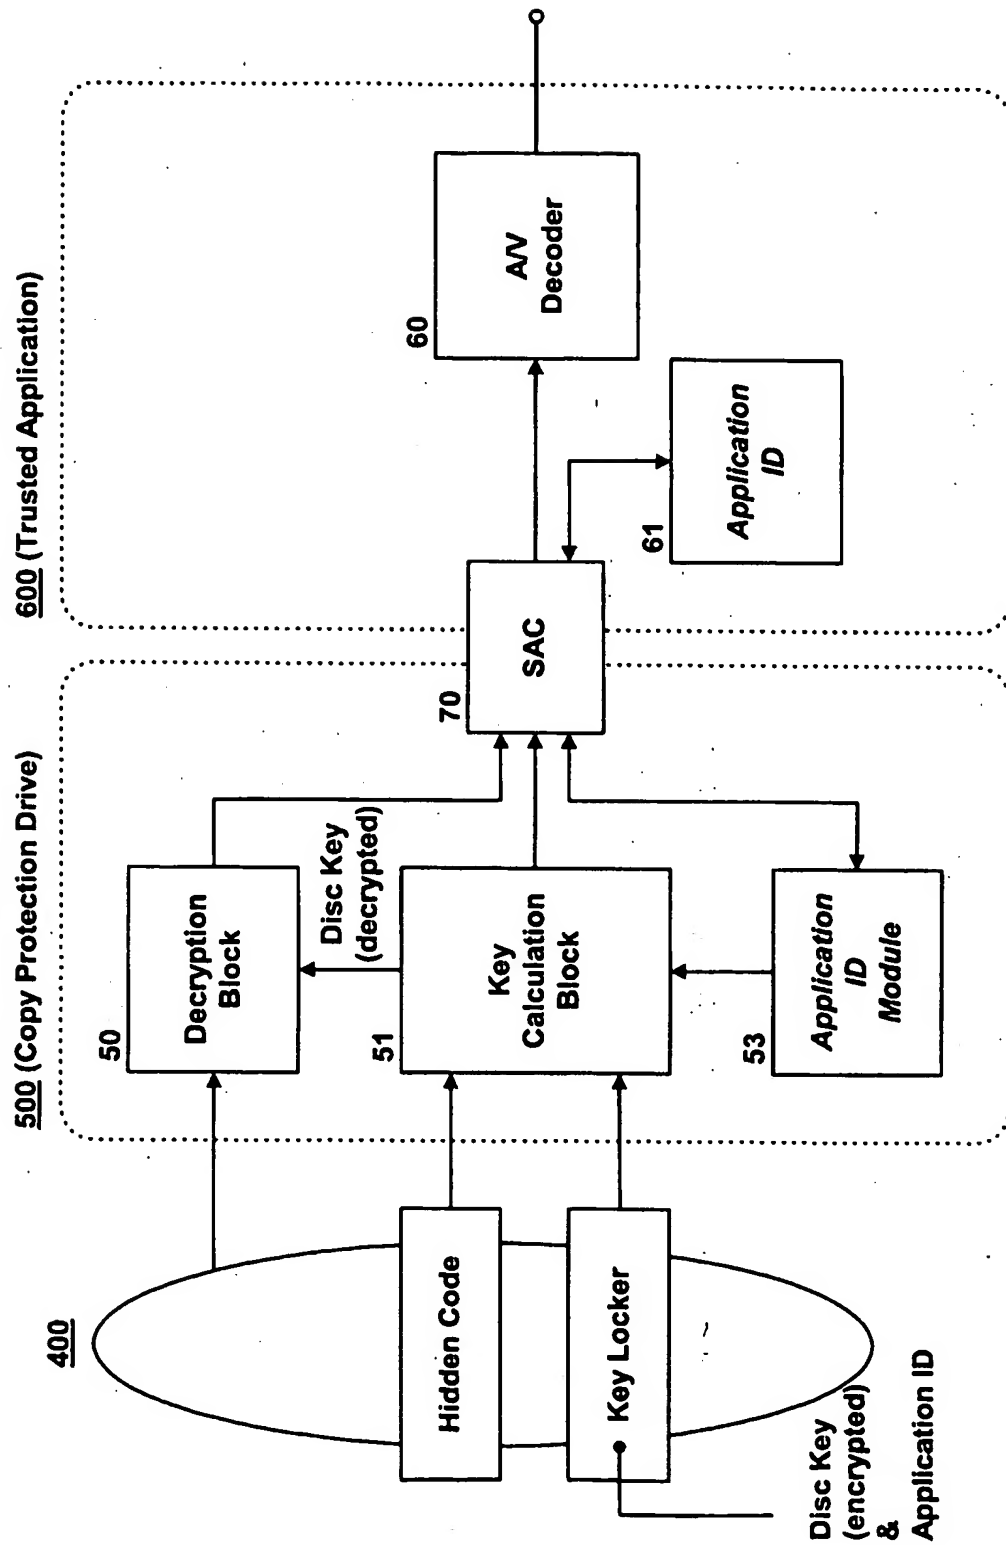 600 (Trusted Application)
500 (Copy Protection Drive)
400
60
A/V
Decoder
61
Application
ID
70
SAC
50
Decryption
Block
Disc Key
(decrypted)
51
Key
Calculation
Block
53
Application
ID
Module
Hidden Code
Key Locker
Disc Key
(encrypted)
&
Application ID